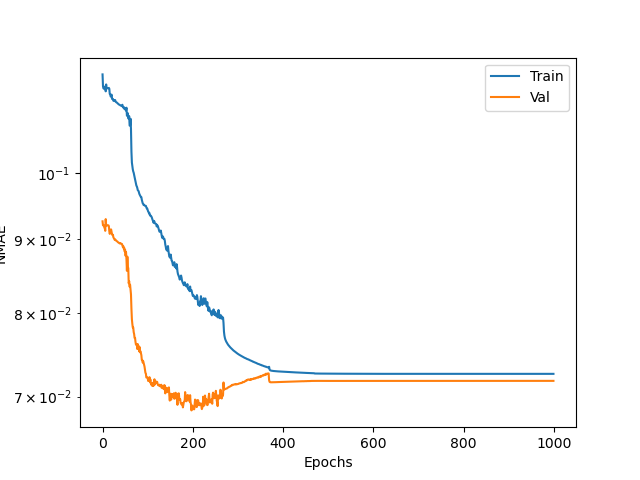 Train
Val
10⁻¹
9 × 10⁻²
8 × 10⁻²
7 × 10⁻²
NMAE
0 200 400 600 800 1000
Epochs